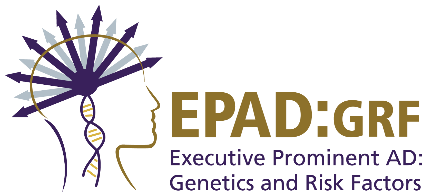 EPAD:GRF
Executive Prominent AD:
Genetics and Risk Factors